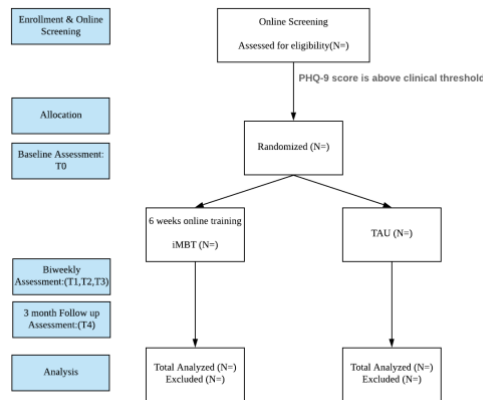 Enrollment & Online
Screening
Online Screening
Assessed for eligibility(N=)
PHQ-9 score is above clinical threshold
Allocation
Randomized (N=)
Baseline Assessment:
T0
6 weeks online training
iMBT (N=)
TAU (N=)
Biweekly
Assessment:(T1,T2,T3)
3 month Follow up
Assessment:(T4)
Analysis
Total Analyzed (N=)
Excluded (N=)
Total Analyzed (N=)
Excluded (N=)